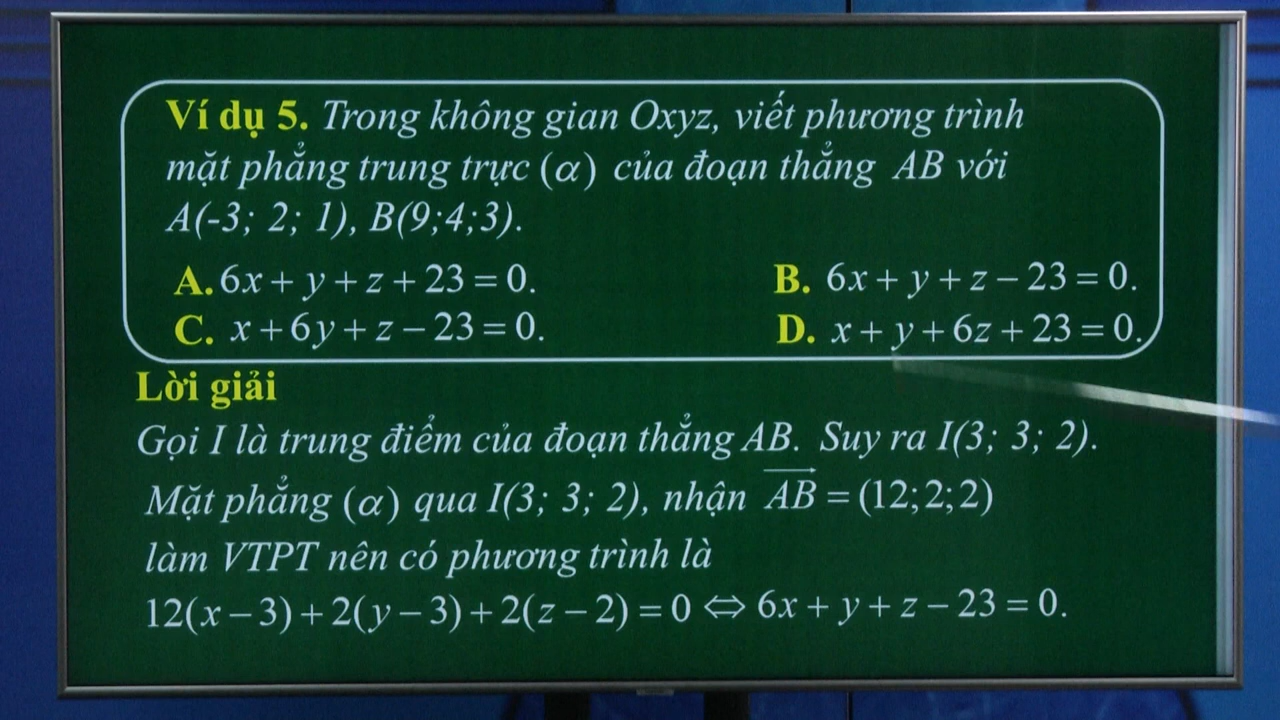 Ví dụ 5. Trong không gian Oxyz, viết phương trình
mặt phẳng trung trực (α) của đoạn thẳng AB với
A(-3; 2; 1), B(9;4;3).
A. 6x + y + z + 23 = 0. B. 6x + y + z − 23 = 0.
C. x + 6y + z − 23 = 0. D. x + y + 6z + 23 = 0.
Lời giải
Gọi I là trung điểm của đoạn thẳng AB. Suy ra I(3; 3; 2).
Mặt phẳng (α) qua I(3; 3; 2), nhận \overrightarrow{AB} = (12;2;2)
làm VTPT nên có phương trình là
12(x − 3) + 2(y − 3) + 2(z − 2) = 0 ⇔ 6x + y + z − 23 = 0.